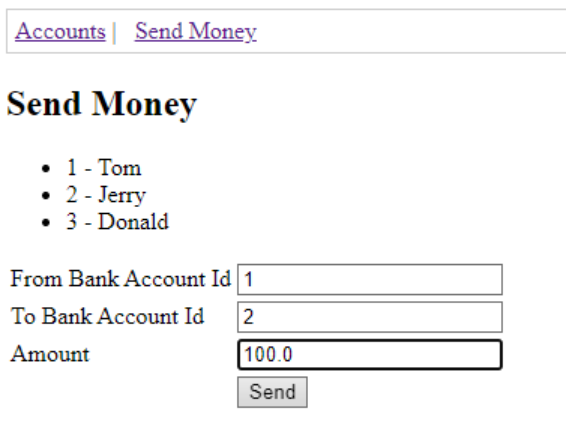 Accounts | Send Money
Send Money
• 1 - Tom
• 2 - Jerry
• 3 - Donald
From Bank Account Id 1
To Bank Account Id 2
Amount 100.0
Send